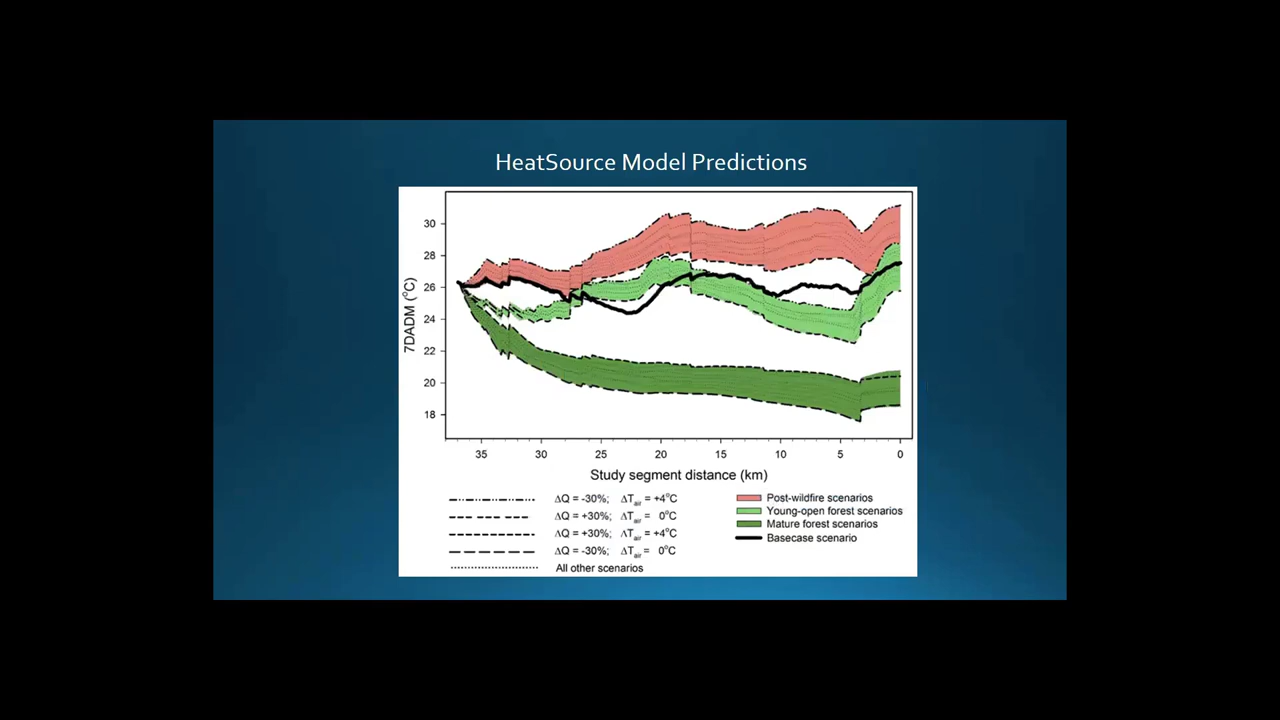 HeatSource Model Predictions
30
28
26
24
22
20
18
7DADM (°C)
35 30 25 20 15 10 5 0
Study segment distance (km)
ΔQ = -30%; ΔTair = +4°C
ΔQ = +30%; ΔTair = 0°C
ΔQ = +30%; ΛTair = +4°C
ΔQ = -30%; ΔTair = 0°C
All other scenarios
Post-wildfire scenarios
Young-open forest scenarios
Mature forest scenarios
Basecase scenario